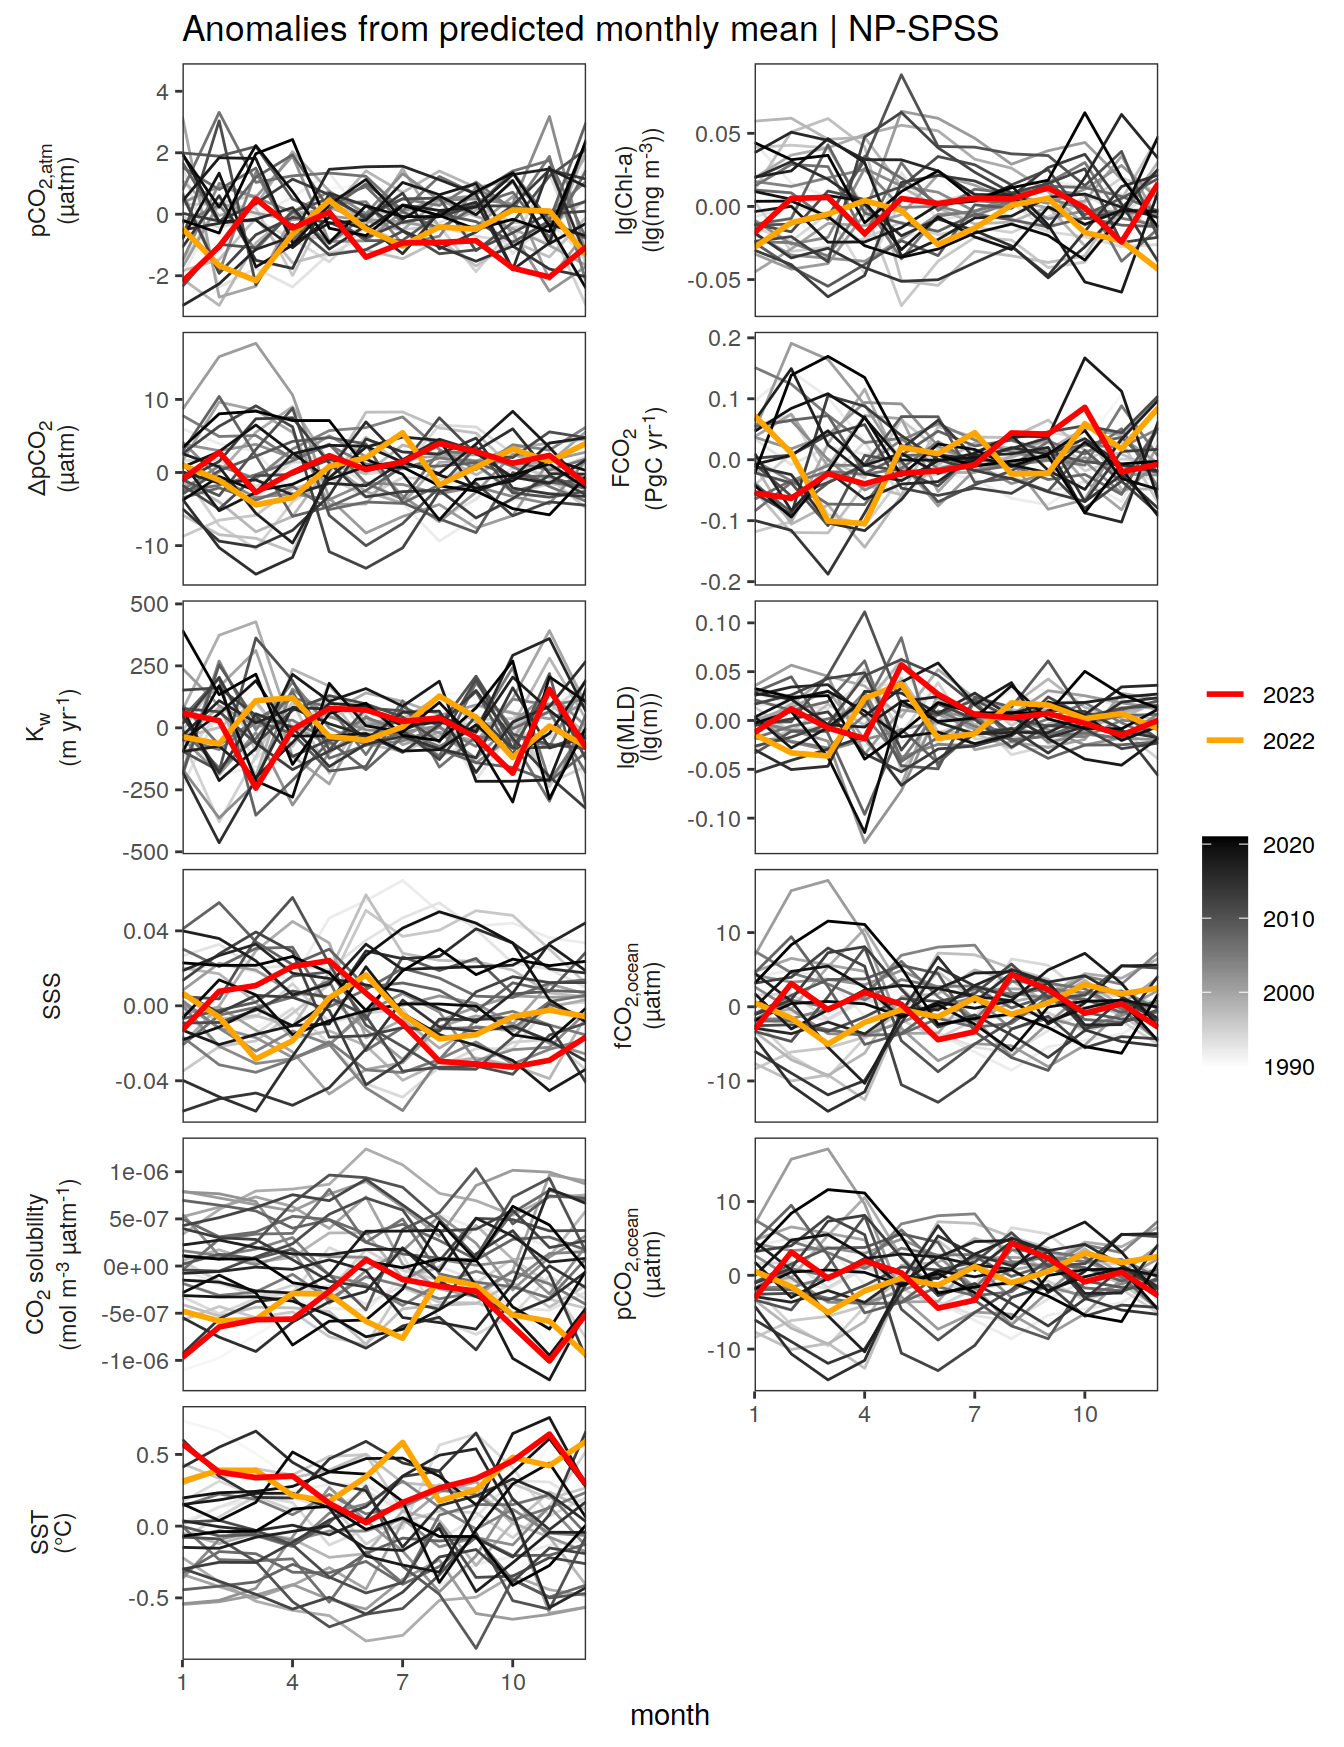 Anomalies from predicted monthly mean | NP-SPSS
pCO2,atm
(µatm)
4
2
0
-2
lg(Chl-a)
(lg(mg m-3))
0.05
0.00
-0.05
ΔpCO2
(µatm)
10
0
-10
FCO2
(PgC yr-1)
0.2
0.1
0.0
-0.1
-0.2
Kw
(m yr-1)
500
250
0
-250
-500
lg(MLD)
(lg(m))
0.10
0.05
0.00
-0.05
-0.10
SSS
0.04
0.00
-0.04
fCO2,ocean
(µatm)
10
0
-10
CO2 solubility
(mol m-3 µatm-1)
1e-06
5e-07
0e+00
-5e-07
-1e-06
pCO2,ocean
(µatm)
10
0
-10
1 4 7 10
SST
(°C)
0.5
0.0
-0.5
1 4 7 10
month
2023
2022
2020
2010
2000
1990